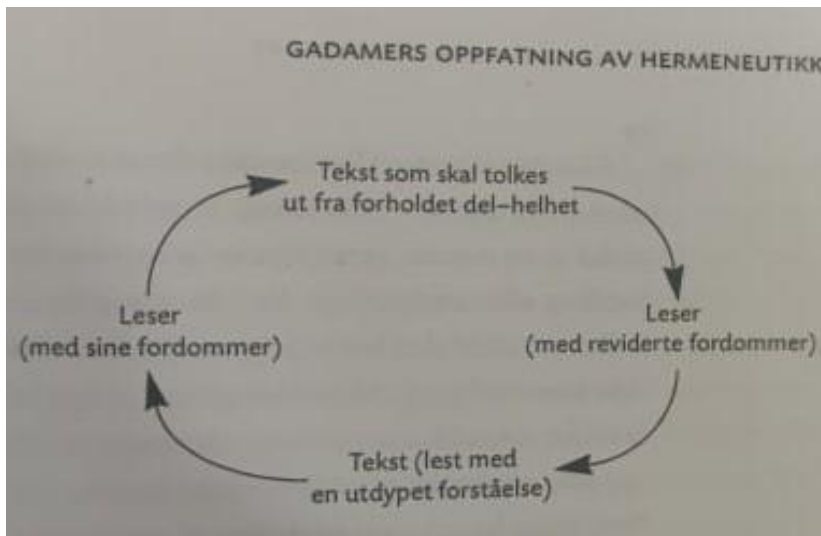 GADAMERS OPPFATNING AV HERMENEUTIKK
Tekst som skal tolkes
ut fra forholdet del–helhet
Leser
(med sine fordommer)
Leser
(med reviderte fordommer)
Tekst (lest med
en utdypet forståelse)